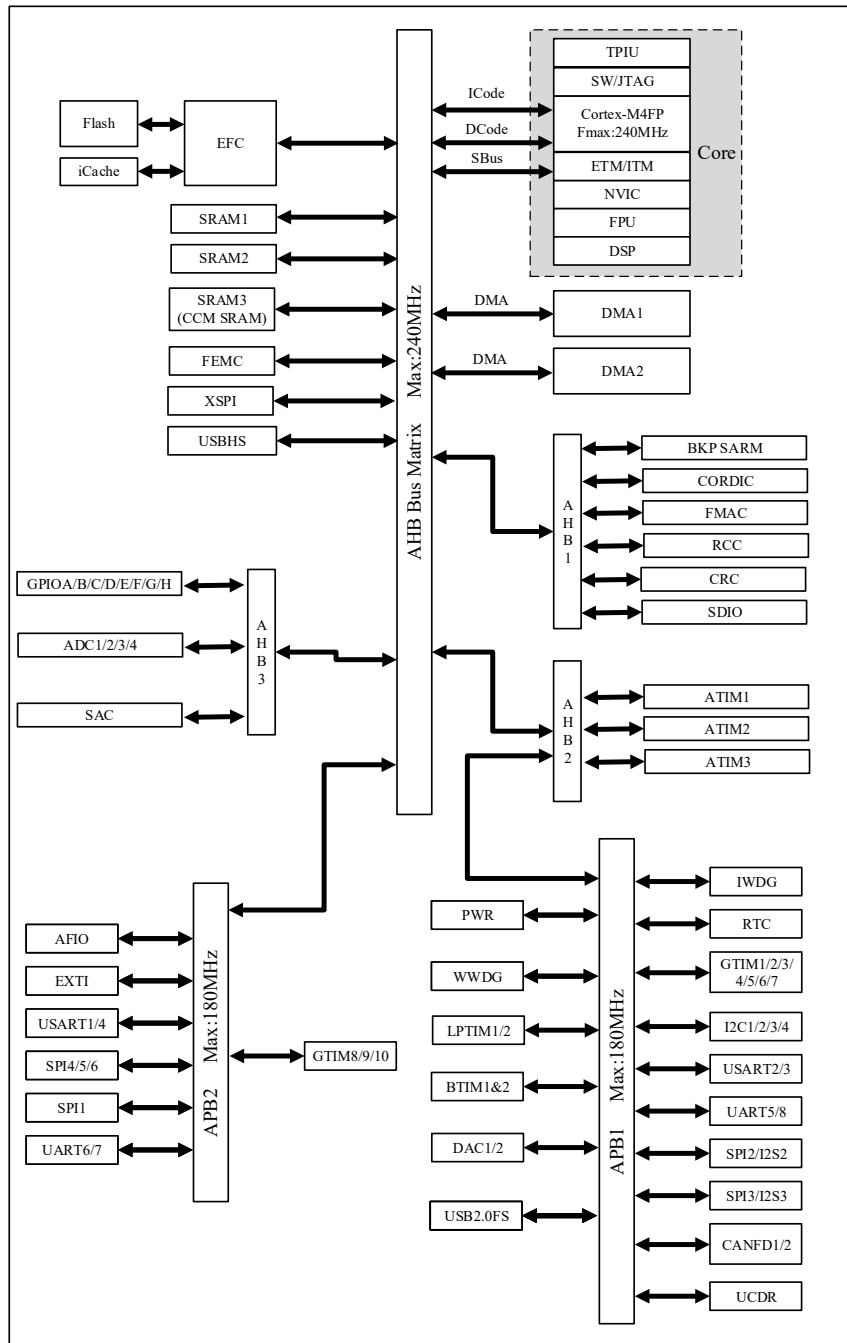 TPIU
SW/JTAG
Cortex-M4FP
Fmax:240MHz
ETM/ITM
NVIC
FPU
DSP
Core
ICode
DCode
SBus
Flash
iCache
EFC
SRAM1
SRAM2
SRAM3
(CCM SRAM)
FEMC
XSPI
USBHS
AHB Bus Matrix Max:240MHz
DMA
DMA1
DMA
DMA2
AHB1
BKP SARM
CORDIC
FMAC
RCC
CRC
SDIO
GPIOA/B/C/D/E/F/G/H
ADC1/2/3/4
SAC
AHB3
AHB2
ATIM1
ATIM2
ATIM3
AFIO
EXTI
USART1/4
SPI4/5/6
SPI1
UART6/7
APB2 Max:180MHz
GTIM8/9/10
PWR
WWDG
LPTIM1/2
BTIM1&2
DAC1/2
USB2.0FS
APB1 Max:180MHz
IWDG
RTC
GTIM1/2/3/
4/5/6/7
I2C1/2/3/4
USART2/3
UART5/8
SPI2/I2S2
SPI3/I2S3
CANFD1/2
UCDR